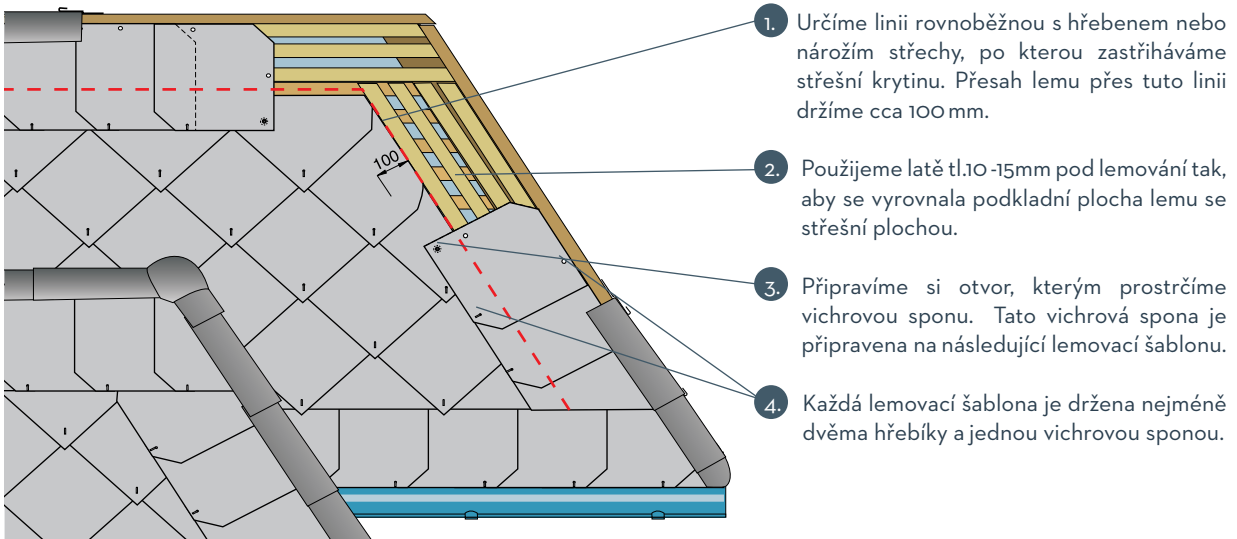 1. Určíme linii rovnoběžnou s hřebenem nebo
nárožím střechy, po kterou zastřiháváme
střešní krytinu. Přesah lemu přes tuto linii
držíme cca 100 mm.
100
2. Použijeme latě tl.10 -15mm pod lemování tak,
aby se vyrovnala podkladní plocha lemu se
střešní plochou.
3. Připravíme si otvor, kterým prostrčíme
vichrovou sponu. Tato vichrová spona je
připravena na následující lemovací šablonu.
4. Každá lemovací šablona je držena nejméně
dvěma hřebíky a jednou vichrovou sponou.